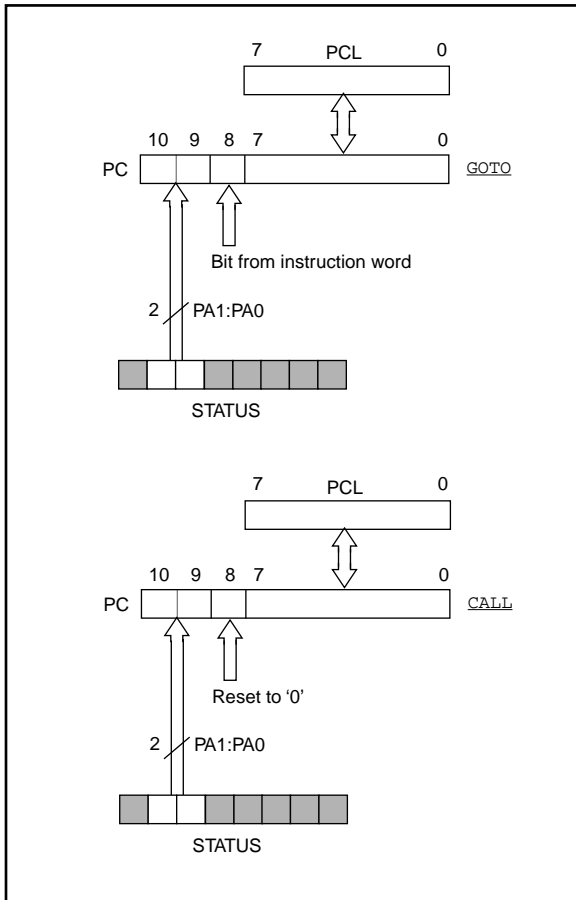 7 PCL 0
10 9 8 7 0
PC GOTO
Bit from instruction word
2 PA1:PA0
STATUS
7 PCL 0
10 9 8 7 0
PC CALL
Reset to ‘0’
2 PA1:PA0
STATUS